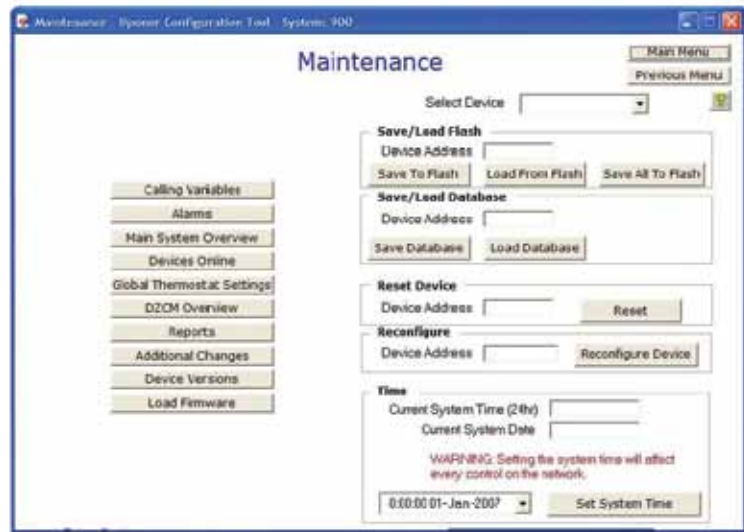 Maintenance Uponor Configuration Tool System: 900
Maintenance
Main Menu
Previous Menu
Select Device
Save/Load Flash
Device Address
Save To Flash Load From Flash Save All To Flash
Save/Load Database
Device Address
Save Database Load Database
Reset Device
Device Address Reset
Reconfigure
Device Address Reconfigure Device
Time
Current System Time (24hr)
Current System Date
WARNING: Setting the system time will affect
every control on the network.
0:00:00 01-Jan-2007 Set System Time
Calling Variables
Alarms
Main System Overview
Devices Online
Global Thermostat Settings
DZCM Overview
Reports
Additional Changes
Device Versions
Load Firmware